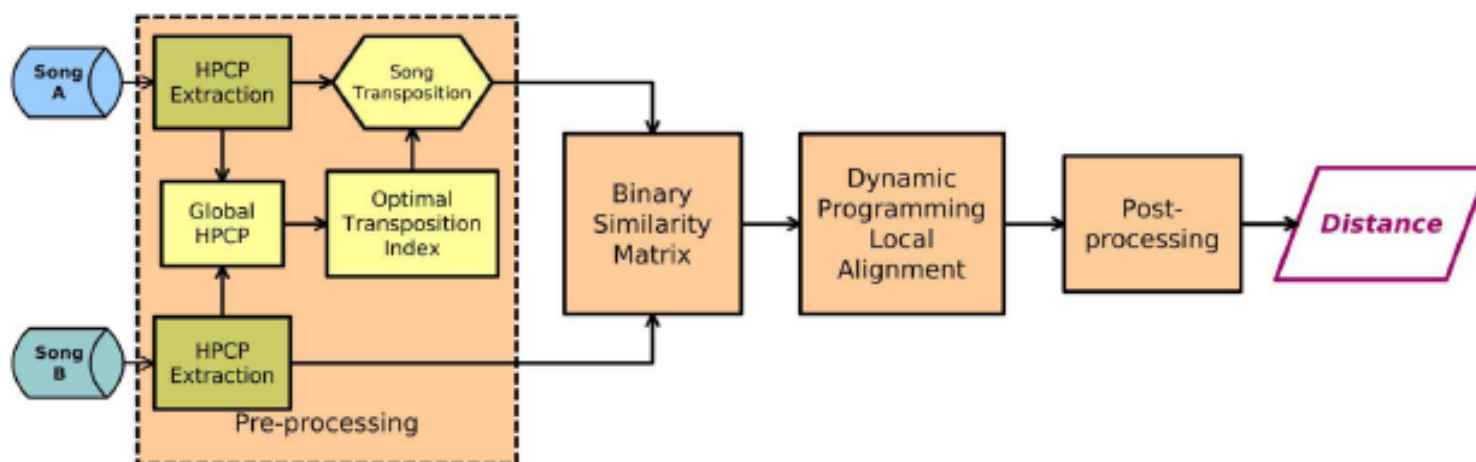 Song
A
HPCP
Extraction
Song
Transposition
Global
HPCP
Optimal
Transposition
Index
Song
B
HPCP
Extraction
Pre-processing
Binary
Similarity
Matrix
Dynamic
Programming
Local
Alignment
Post-
processing
Distance